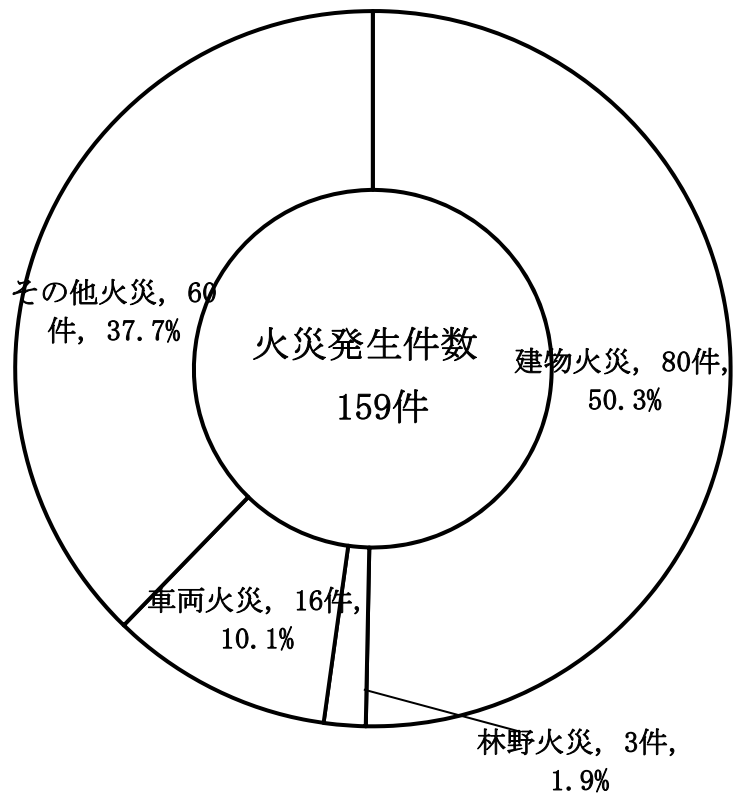 その他火災, 60
件, 37.7%
火災発生件数
159件
建物火災, 80件,
50.3%
車両火災, 16件,
10.1%
林野火災, 3件,
1.9%